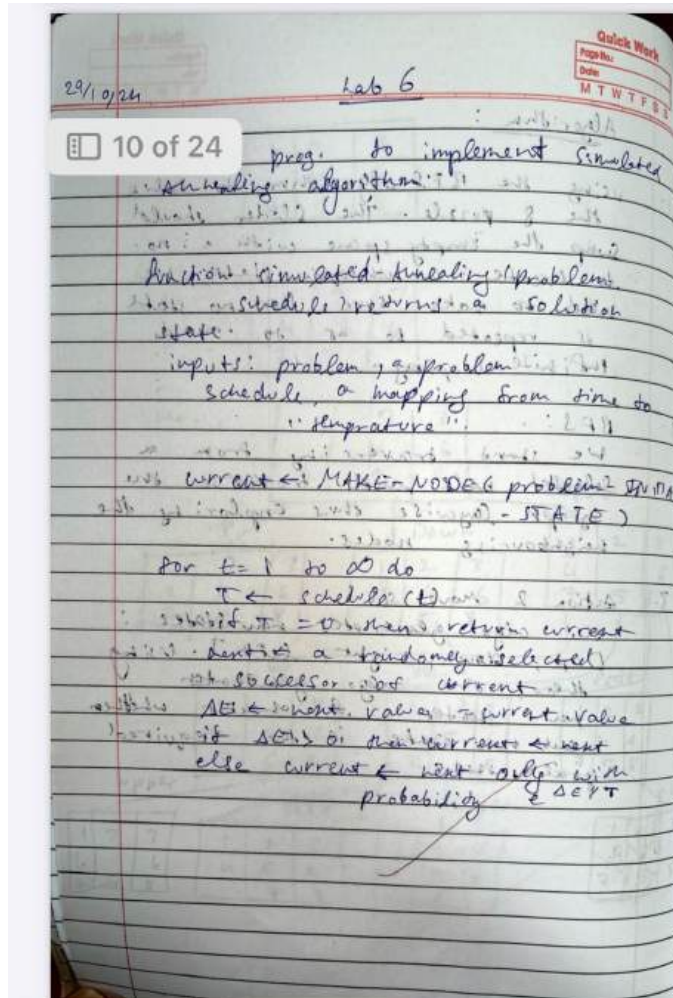 Quick Work
Page No.:
Date:
M T W T F S S
29/10/24
Lab 6
10 of 24
prog. to implement Simulated
Annealing algorithm
function simulated-Annealing (problem,
schedule) returns a solution
state.
inputs: problem, a problem
schedule, a mapping from time to
"temprature"
current ← MAKE-NODE( problem-
-STATE)
for t = 1 to ∞ do
T ← schedule (t)
if T = 0 then return current
a randomly selected
successor of current
ΔE ← next. value - current. value
if ΔE > 0 then current ← next
else current ← next only with
probability e ΔE/T